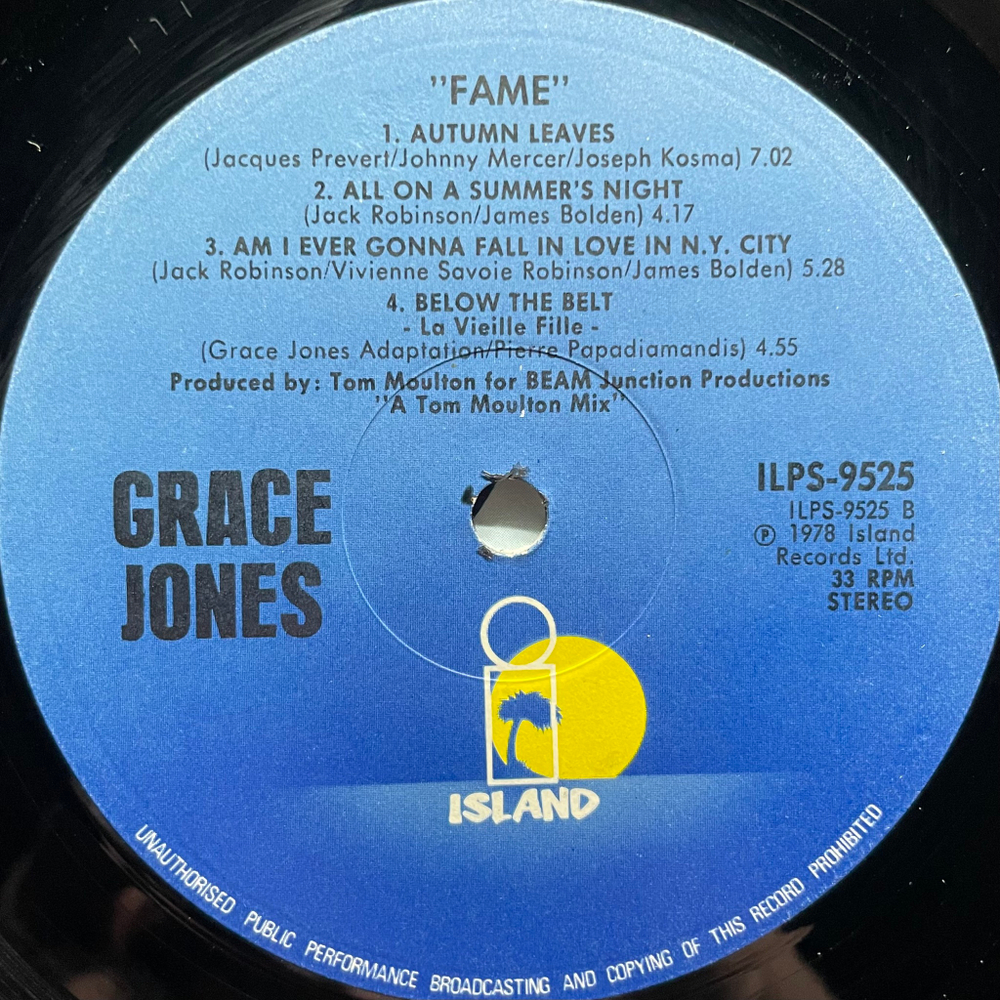 "FAME"
1. AUTUMN LEAVES
(Jacques Prevert/Johnny Mercer/Joseph Kosma) 7.02
2. ALL ON A SUMMER'S NIGHT
(Jack Robinson/James Bolden) 4.17
3. AM I EVER GONNA FALL IN LOVE IN N.Y. CITY
(Jack Robinson/Vivienne Savoie Robinson/James Bolden) 5.28
4. BELOW THE BELT
- La Vieille Fille -
(Grace Jones Adaptation/Pierre Papadiamandis) 4.55
Produced by: Tom Moulton for BEAM Junction Productions
"A Tom Moulton Mix"
GRACE
JONES
ILPS-9525
ILPS-9525 B
℗ 1978 Island
Records Ltd.
33 RPM
STEREO
ISLAND
UNAUTHORISED PUBLIC PERFORMANCE BROADCASTING AND COPYING OF THIS RECORD PROHIBITED